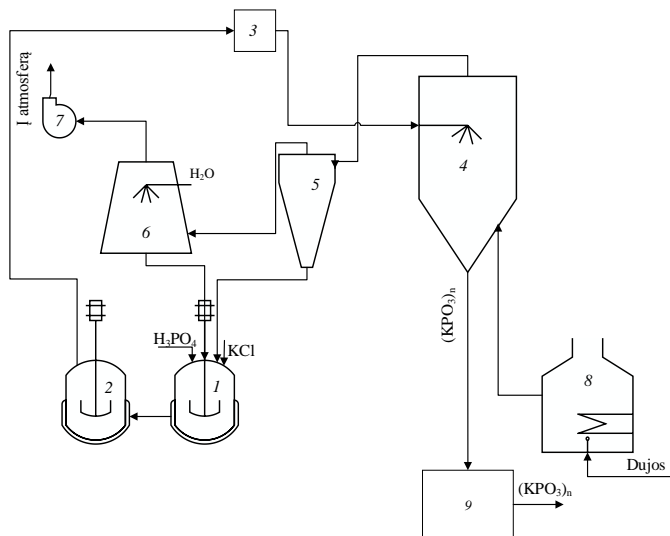 3
Į atmosferą
7
4
H₂O
5
6
(KPO₃)ₙ
H₃PO₄
KCl
2
1
8
Dujos
9
(KPO₃)ₙ